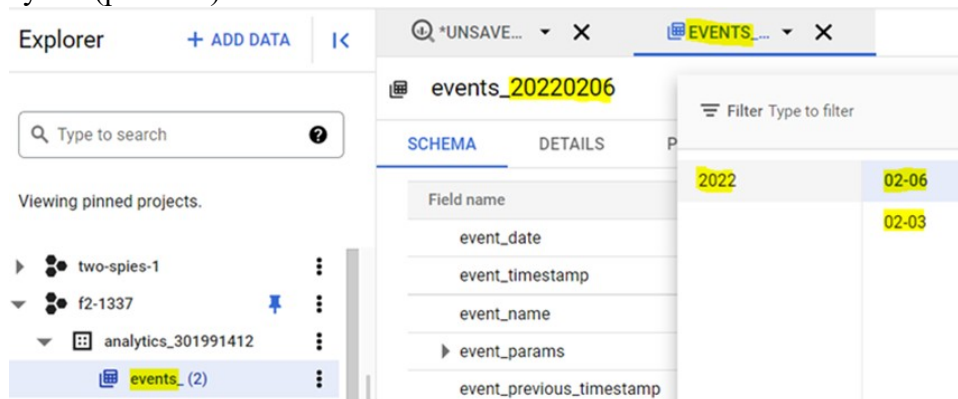 Explorer
+ ADD DATA
*UNSAVE...
EVENTS_...
events_20220206
Filter Type to filter
Type to search
SCHEMA
DETAILS
P
2022
02-06
02-03
Viewing pinned projects.
Field name
event_date
event_timestamp
event_name
event_params
event_previous_timestamp
two-spies-1
f2-1337
analytics_301991412
events_ (2)